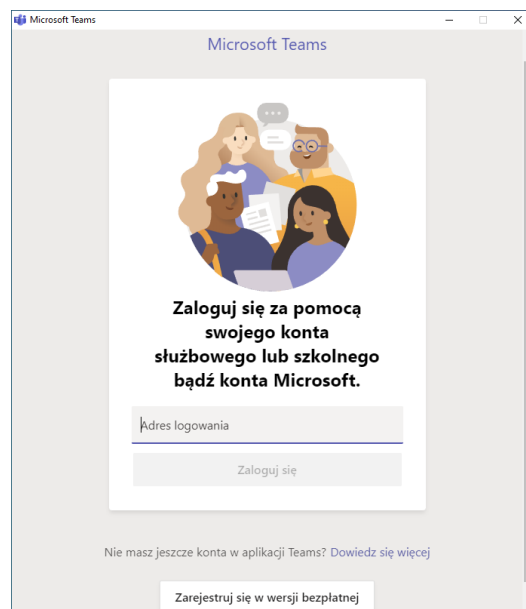 Microsoft Teams
Microsoft Teams
Zaloguj się za pomocą
swojego konta
służbowego lub szkolnego
bądź konta Microsoft.
Adres logowania
Zaloguj się
Nie masz jeszcze konta w aplikacji Teams? Dowiedz się więcej
Zarejestruj się w wersji bezpłatnej